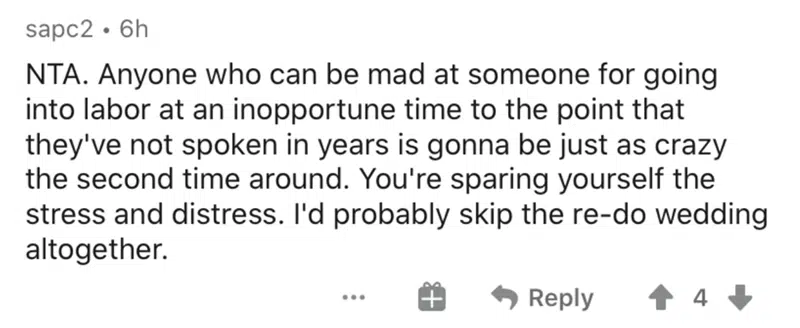 sapc2 • 6h
NTA. Anyone who can be mad at someone for going
into labor at an inopportune time to the point that
they've not spoken in years is gonna be just as crazy
the second time around. You're sparing yourself the
stress and distress. I'd probably skip the re-do wedding
altogether.
... Reply 4